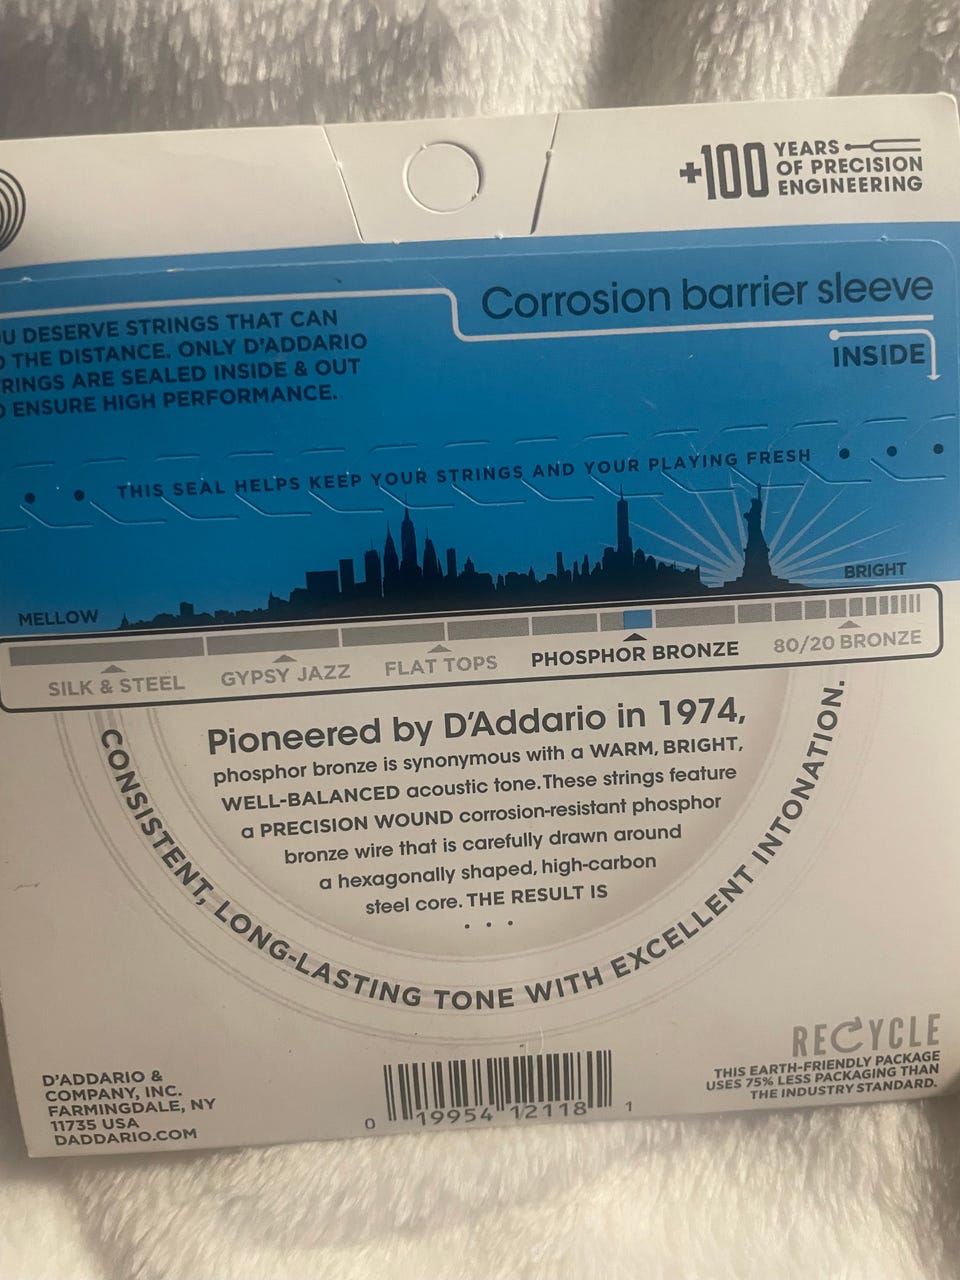 +100 YEARS
OF PRECISION
ENGINEERING
Corrosion barrier sleeve
INSIDE
U DESERVE STRINGS THAT CAN
THE DISTANCE. ONLY D'ADDARIO
RINGS ARE SEALED INSIDE & OUT
ENSURE HIGH PERFORMANCE.
THIS SEAL HELPS KEEP YOUR STRINGS AND YOUR PLAYING FRESH
MELLOW
BRIGHT
SILK & STEEL
GYPSY JAZZ
FLAT TOPS
PHOSPHOR BRONZE
80/20 BRONZE
Pioneered by D'Addario in 1974,
phosphor bronze is synonymous with a WARM, BRIGHT,
WELL-BALANCED acoustic tone. These strings feature
a PRECISION WOUND corrosion-resistant phosphor
bronze wire that is carefully drawn around
a hexagonally shaped, high-carbon
steel core. THE RESULT IS
. . .
CONSISTENT, LONG-LASTING TONE WITH EXCELLENT INTONATION.
D'ADDARIO &
COMPANY, INC.
FARMINGDALE, NY
11735 USA
DADDARIO.COM
0 19954 12118 1
RECYCLE
THIS EARTH-FRIENDLY PACKAGE
USES 75% LESS PACKAGING THAN
THE INDUSTRY STANDARD.